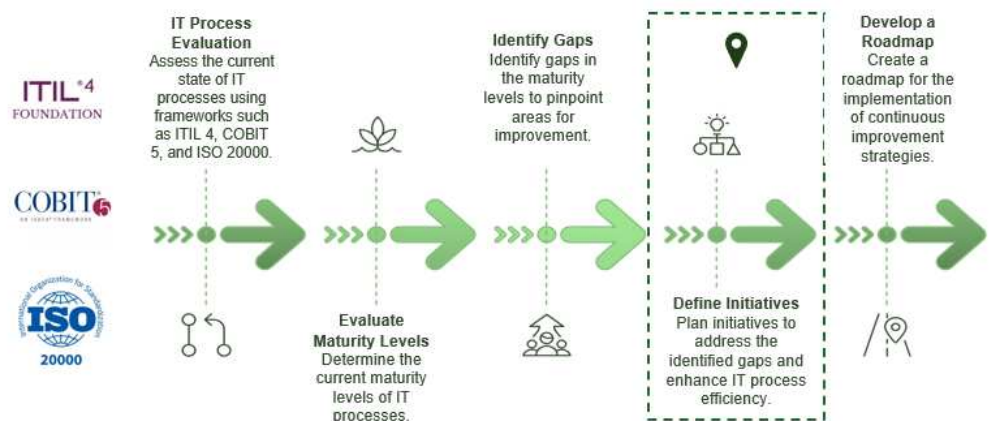 ITIL®4
FOUNDATION
COBIT®5
AN ISACA® FRAMEWORK
International Organization for Standardization
ISO
20000
IT Process
Evaluation
Assess the current
state of IT
processes using
frameworks such
as ITIL 4, COBIT
5, and ISO 20000.
Evaluate
Maturity Levels
Determine the
current maturity
levels of IT
processes.
Identify Gaps
Identify gaps in
the maturity
levels to pinpoint
areas for
improvement.
Define Initiatives
Plan initiatives to
address the
identified gaps and
enhance IT process
efficiency.
Develop a
Roadmap
Create a
roadmap for the
implementation
of continuous
improvement
strategies.